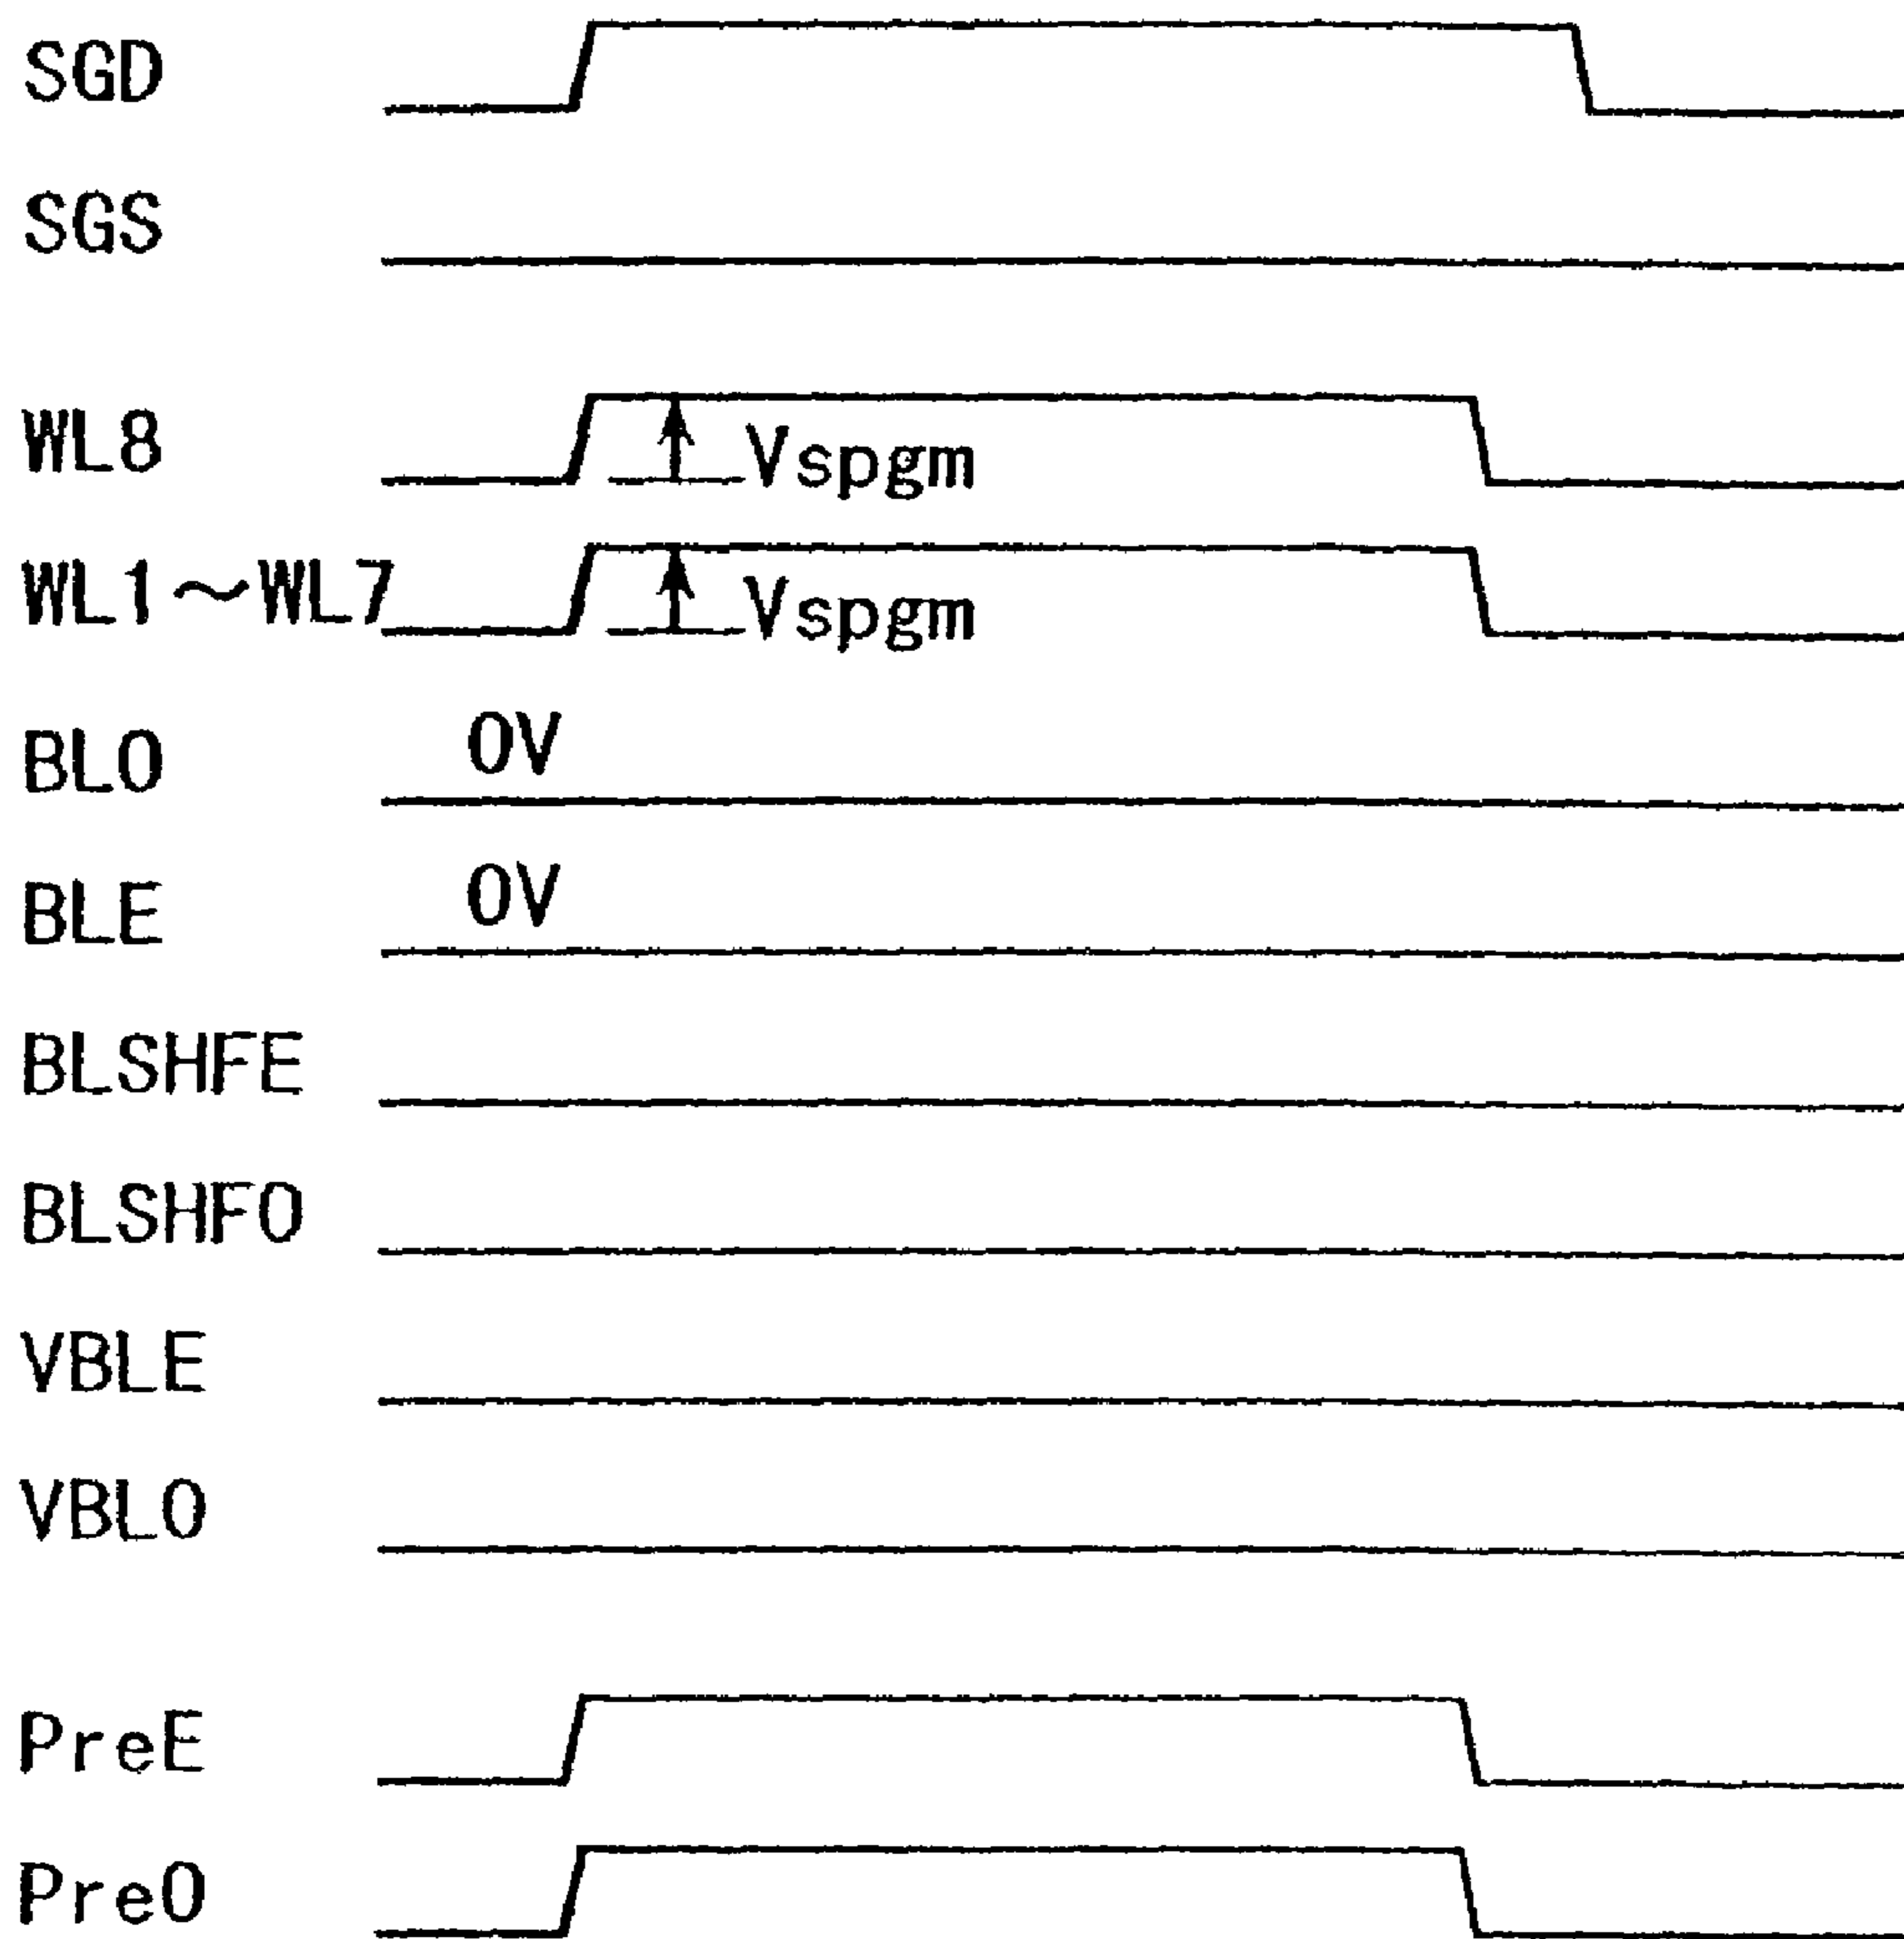 SGD
SGS
WL8 Vspgm
WL1～WL7 Vspgm
BLO 0V
BLE 0V
BLSHFE
BLSHFO
VBLE
VBLO
PreE
PreO